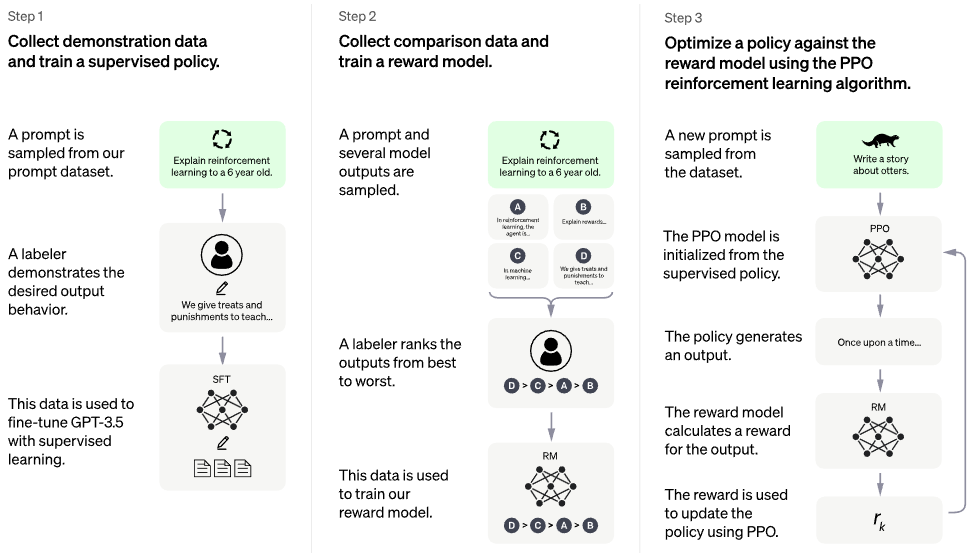 Step 1
Collect demonstration data
and train a supervised policy.
A prompt is
sampled from our
prompt dataset.
Explain reinforcement
learning to a 6 year old.
A labeler
demonstrates the
desired output
behavior.
We give treats and
punishments to teach...
This data is used to
fine-tune GPT-3.5
with supervised
learning.
SFT
Step 2
Collect comparison data and
train a reward model.
A prompt and
several model
outputs are
sampled.
Explain reinforcement
learning to a 6 year old.
A
In reinforcement
learning, the
agent is...
B
Explain rewards...
C
In machine
learning...
D
We give treats and
punishments to
teach...
A labeler ranks the
outputs from best
to worst.
D > C > A > B
This data is used
to train our
reward model.
RM
D > C > A > B
Step 3
Optimize a policy against the
reward model using the PPO
reinforcement learning algorithm.
A new prompt is
sampled from
the dataset.
Write a story
about otters.
The PPO model is
initialized from the
supervised policy.
PPO
The policy generates
an output.
Once upon a time...
The reward model
calculates a reward
for the output.
RM
The reward is used
to update the
policy using PPO.
rk